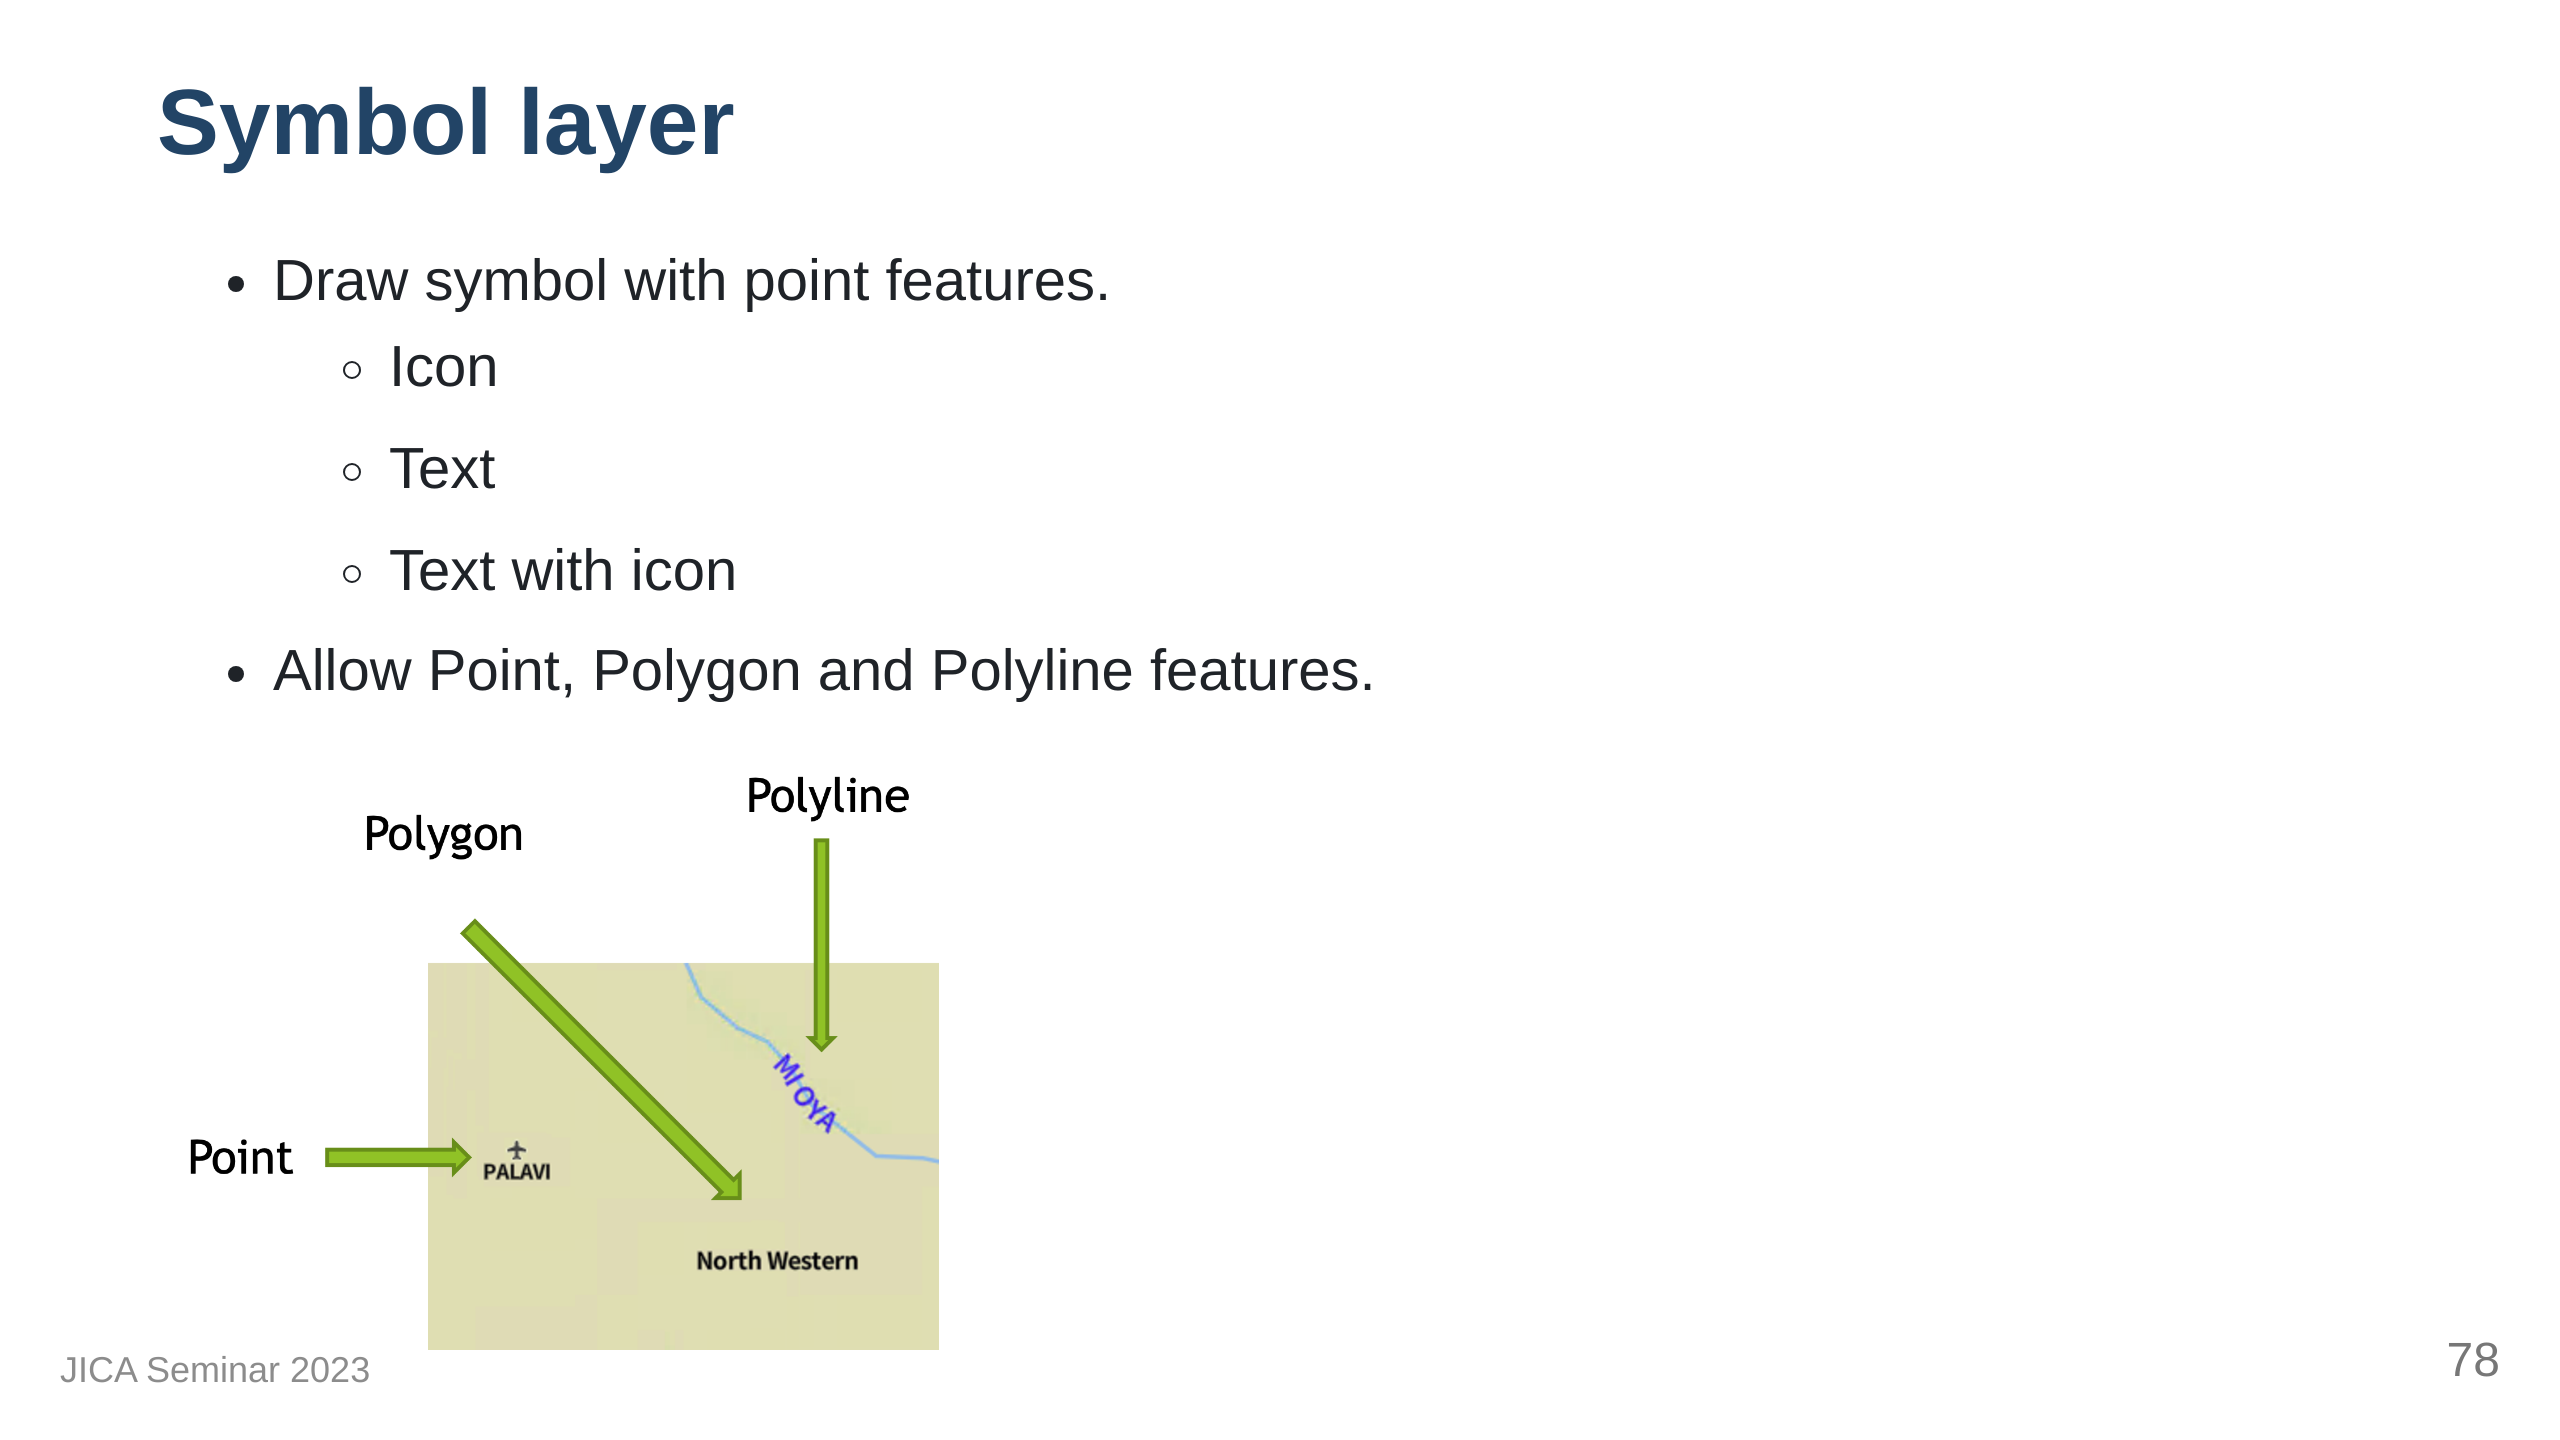 Symbol layer
Draw symbol with point features.
Icon
Text
Text with icon
Allow Point, Polygon and Polyline features.
Polyline
Polygon
MI OYA
Point
PALAVI
North Western
JICA Seminar 2023
78